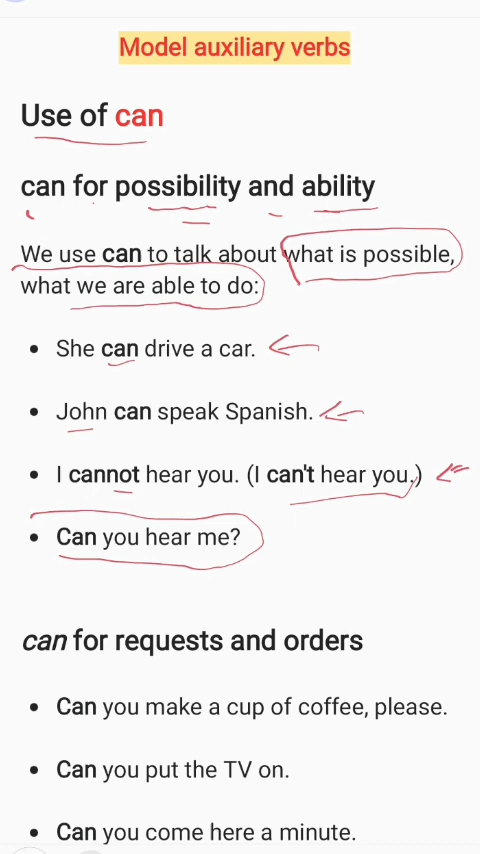 Model auxiliary verbs
Use of can
can for possibility and ability
We use can to talk about what is possible,
what we are able to do:
• She can drive a car.
• John can speak Spanish.
• I cannot hear you. (I can't hear you.)
• Can you hear me?
can for requests and orders
• Can you make a cup of coffee, please.
• Can you put the TV on.
• Can you come here a minute.